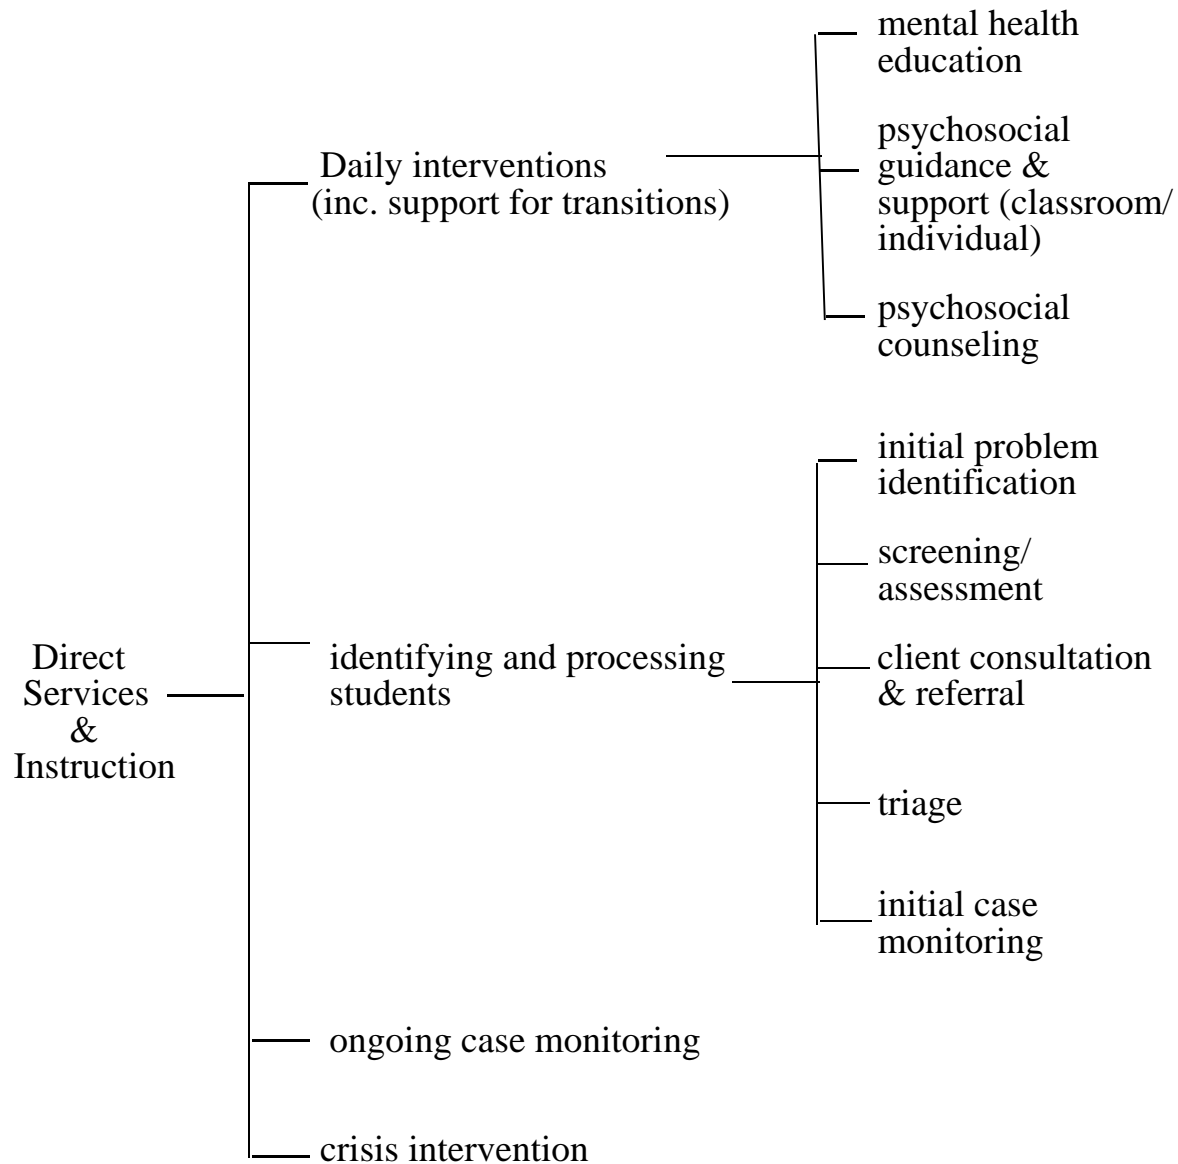 Direct
Services
&
Instruction
Daily interventions
(inc. support for transitions)
mental health
education
psychosocial
guidance &
support (classroom/
individual)
psychosocial
counseling
identifying and processing
students
initial problem
identification
screening/
assessment
client consultation
& referral
triage
initial case
monitoring
ongoing case monitoring
crisis intervention